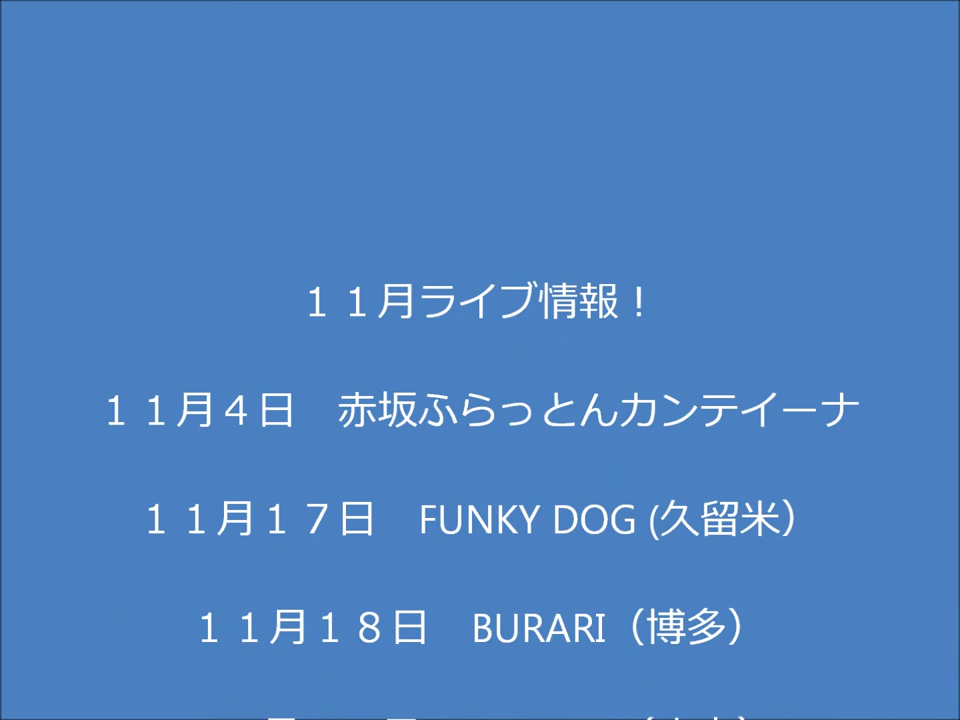 １１月ライブ情報！
１１月４日　赤坂ふらっとんカンテイーナ
１１月１７日　FUNKY DOG (久留米）
１１月１８日　BURARI（博多）